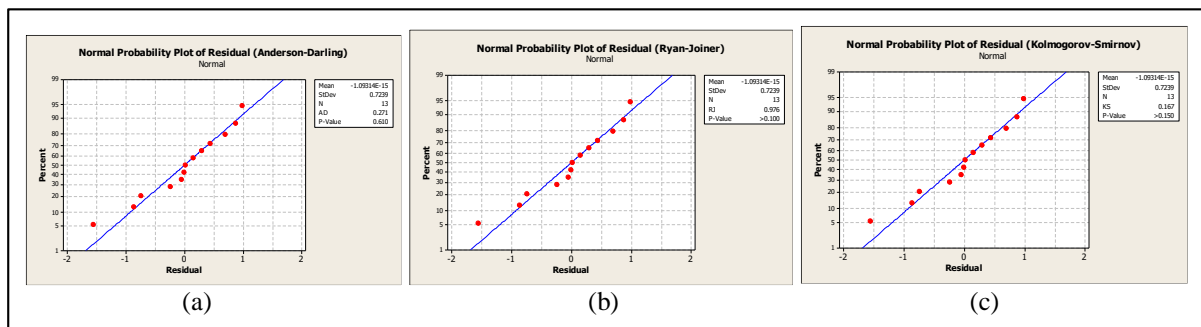 Normal Probability Plot of Residual (Anderson-Darling)
Normal
Mean -1.09314E-15
StDev 0.7239
N 13
AD 0.271
P-Value 0.610
99
95
90
80
70
60
50
40
30
20
10
5
1
Percent
-2 -1 0 1 2
Residual
(a)
Normal Probability Plot of Residual (Ryan-Joiner)
Normal
Mean -1.09314E-15
StDev 0.7239
N 13
RJ 0.976
P-Value >0.100
99
95
90
80
70
60
50
40
30
20
10
5
1
Percent
-2 -1 0 1 2
Residual
(b)
Normal Probability Plot of Residual (Kolmogorov-Smirnov)
Normal
Mean -1.09314E-15
StDev 0.7239
N 13
KS 0.167
P-Value >0.150
99
95
90
80
70
60
50
40
30
20
10
5
1
Percent
-2 -1 0 1 2
Residual
(c)